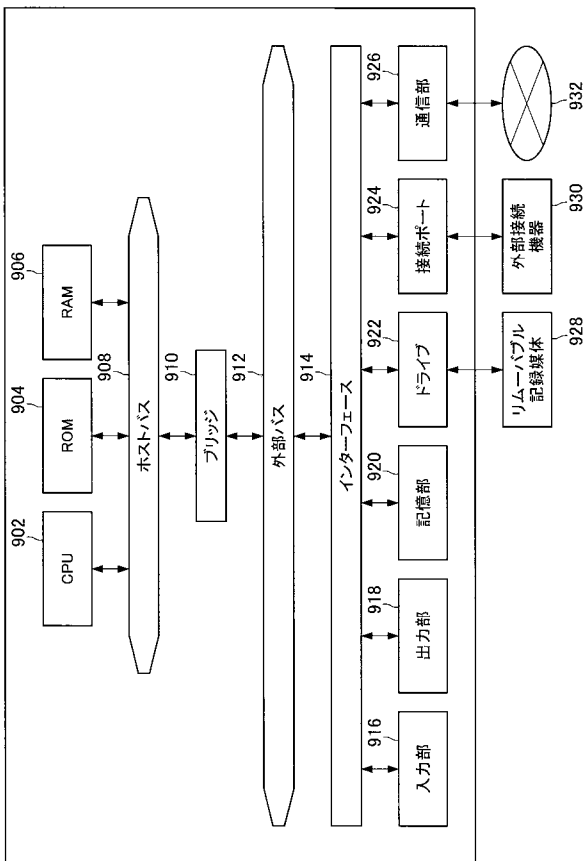 902
CPU
904
ROM
906
RAM
908
ホストバス
910
ブリッジ
912
外部バス
914
インターフェース
916
入力部
918
出力部
920
記憶部
922
ドライブ
924
接続ポート
926
通信部
928
リムーバブル
記録媒体
930
外部接続
機器
932